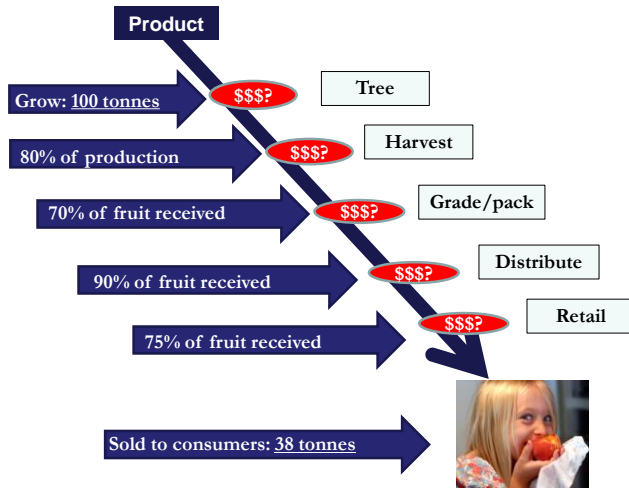 Product
Grow: 100 tonnes
$$$?
Tree
80% of production
$$$?
Harvest
70% of fruit received
$$$?
Grade/pack
90% of fruit received
$$$?
Distribute
75% of fruit received
$$$?
Retail
Sold to consumers: 38 tonnes